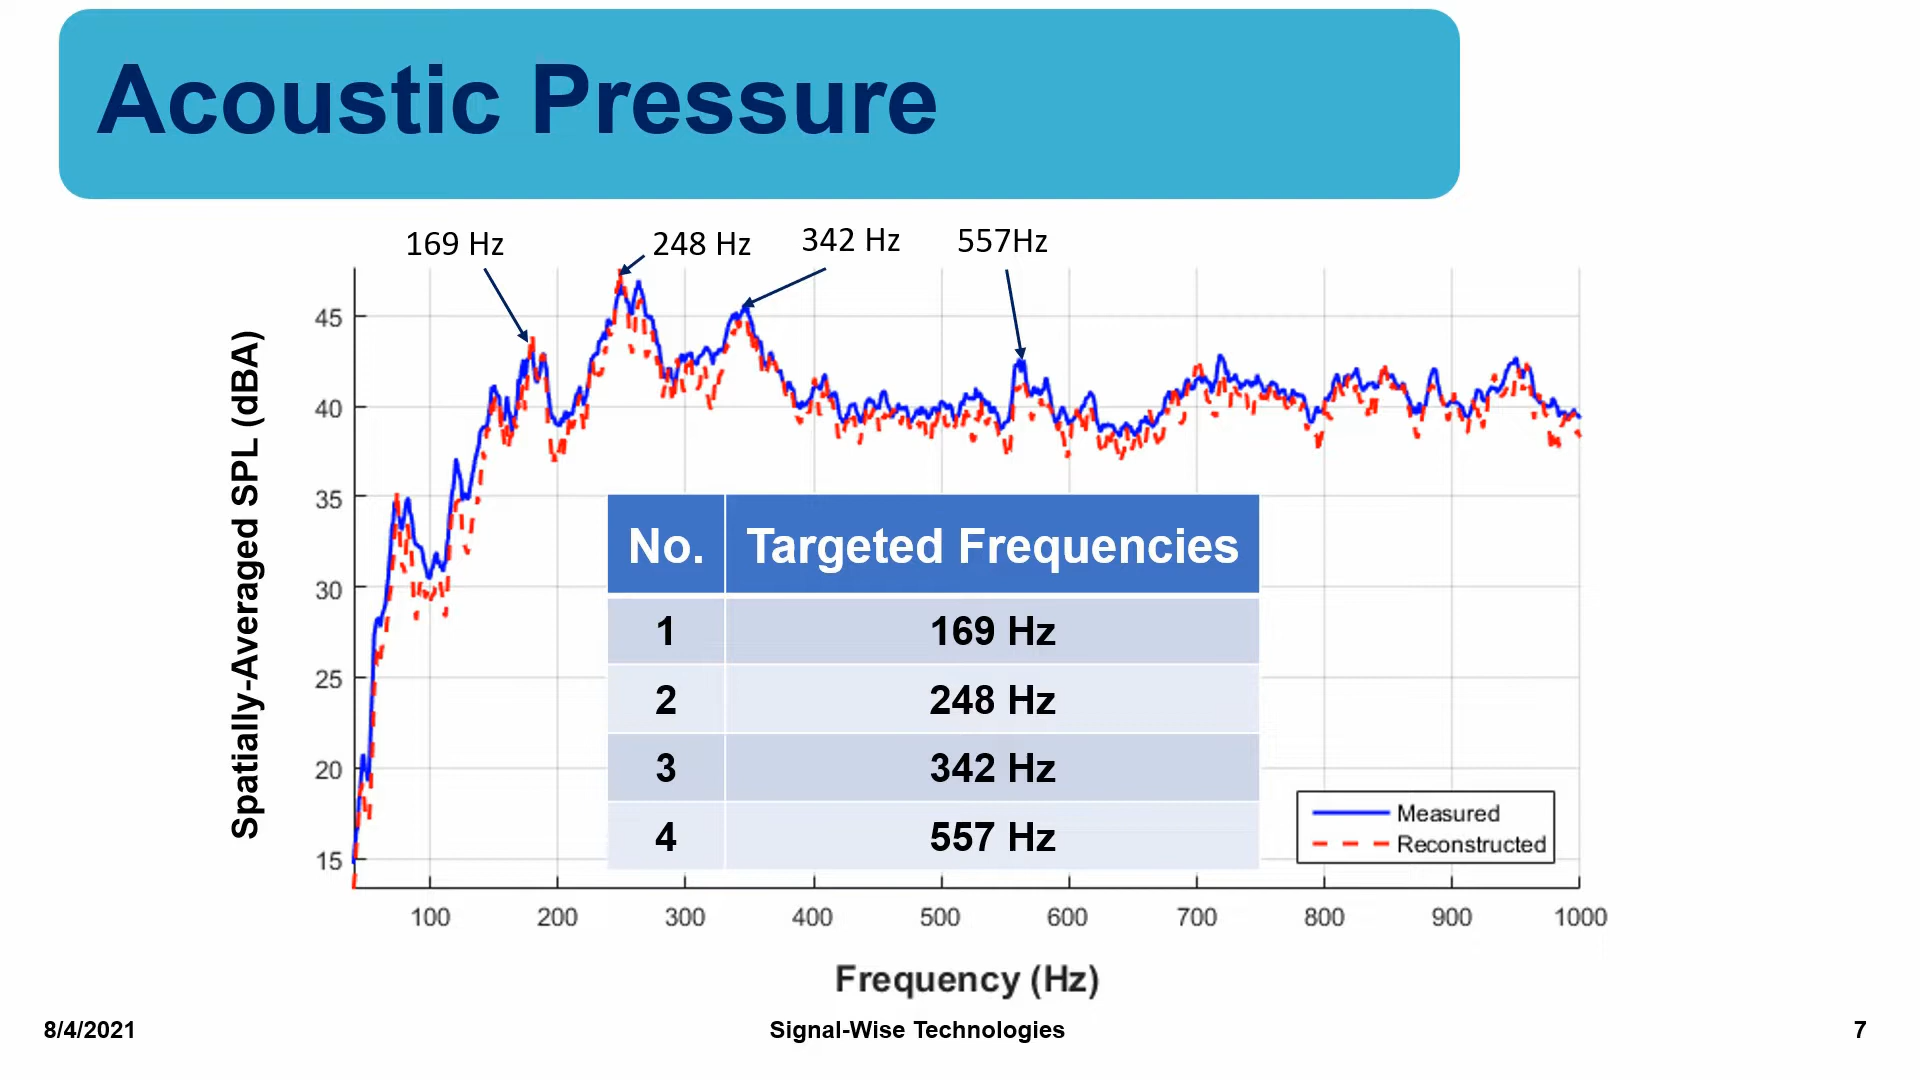 Acoustic Pressure
169 Hz
248 Hz
342 Hz
557Hz
Spatially-Averaged SPL (dBA)
45
40
35
30
25
20
15
No. Targeted Frequencies
1 169 Hz
2 248 Hz
3 342 Hz
4 557 Hz
Measured
Reconstructed
100 200 300 400 500 600 700 800 900 1000
Frequency (Hz)
8/4/2021 Signal-Wise Technologies 7